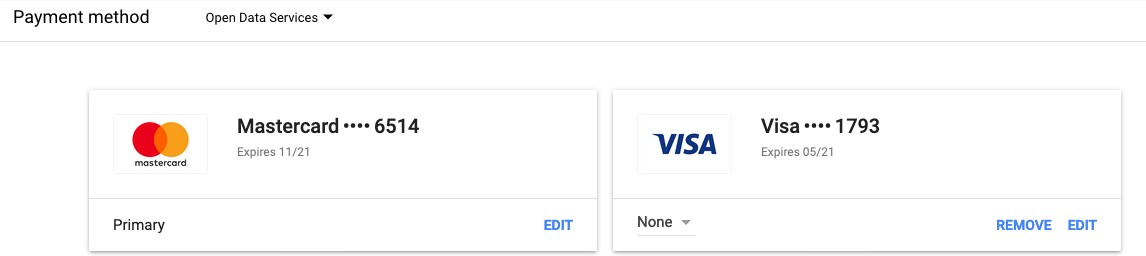 Payment method
Open Data Services
mastercard.
Mastercard •••• 6514
Expires 11/21
Primary
EDIT
VISA
Visa •••• 1793
Expires 05/21
None
REMOVE
EDIT